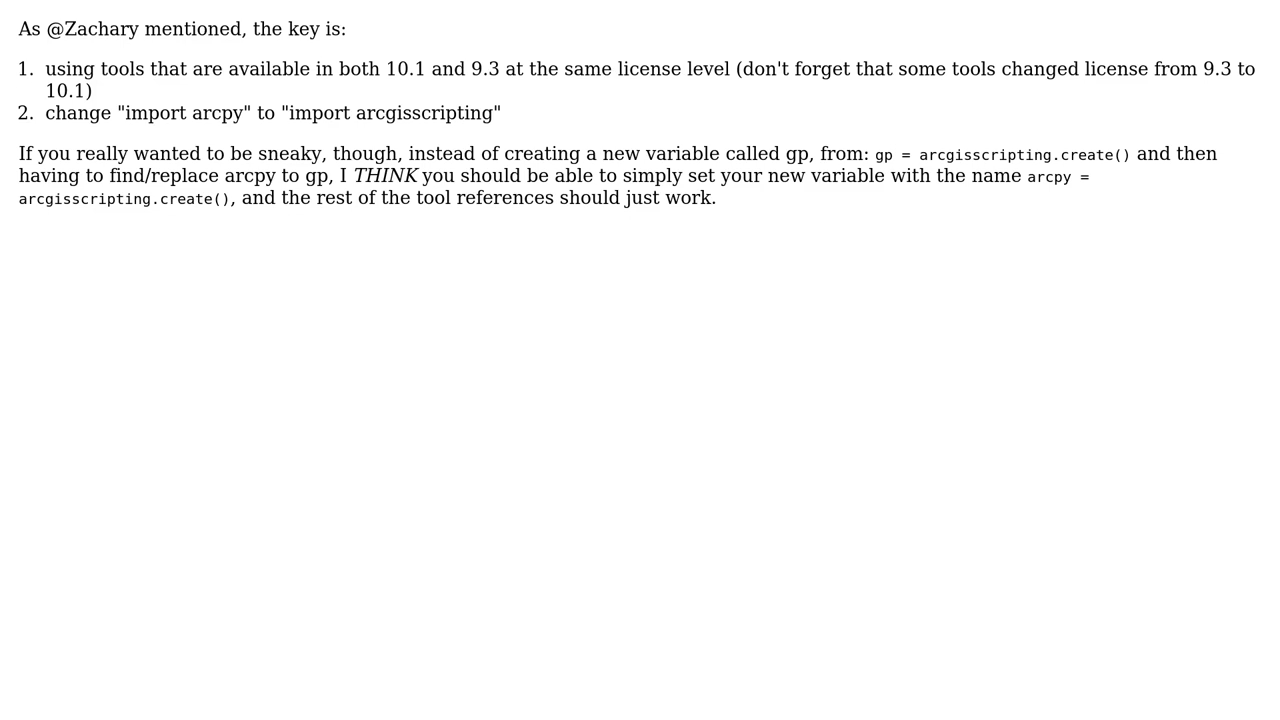 As @Zachary mentioned, the key is:
1. using tools that are available in both 10.1 and 9.3 at the same license level (don't forget that some tools changed license from 9.3 to
10.1)
2. change "import arcpy" to "import arcgisscripting"
If you really wanted to be sneaky, though, instead of creating a new variable called gp, from: gp = arcgisscripting.create() and then
having to find/replace arcpy to gp, I THINK you should be able to simply set your new variable with the name arcpy =
arcgisscripting.create(), and the rest of the tool references should just work.